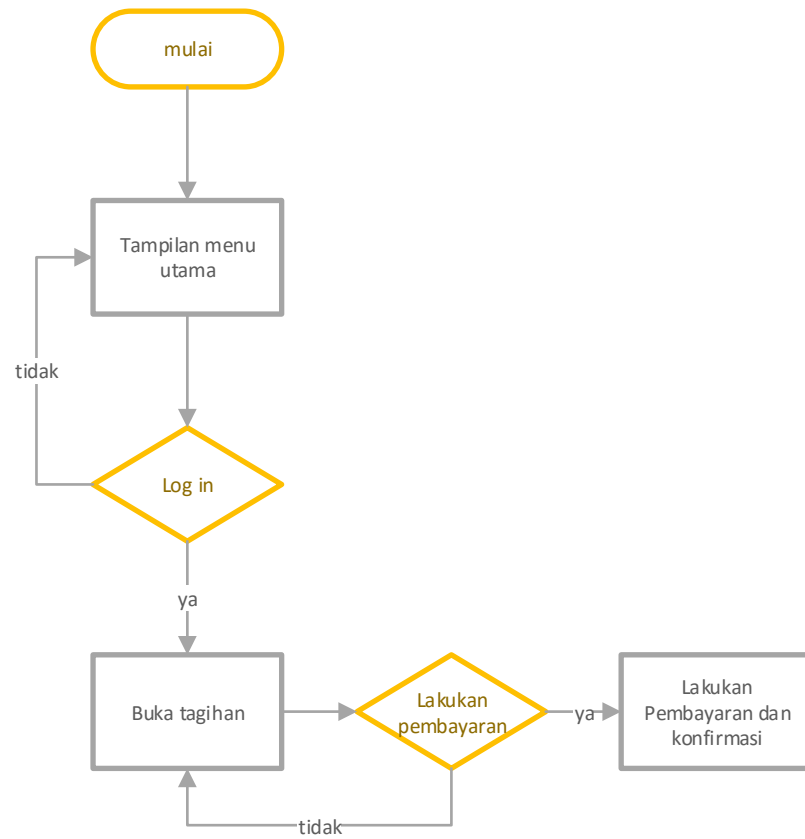 mulai
Tampilan menu
utama
tidak
Log in
ya
Buka tagihan
Lakukan
pembayaran
ya
Lakukan
Pembayaran dan
konfirmasi
tidak